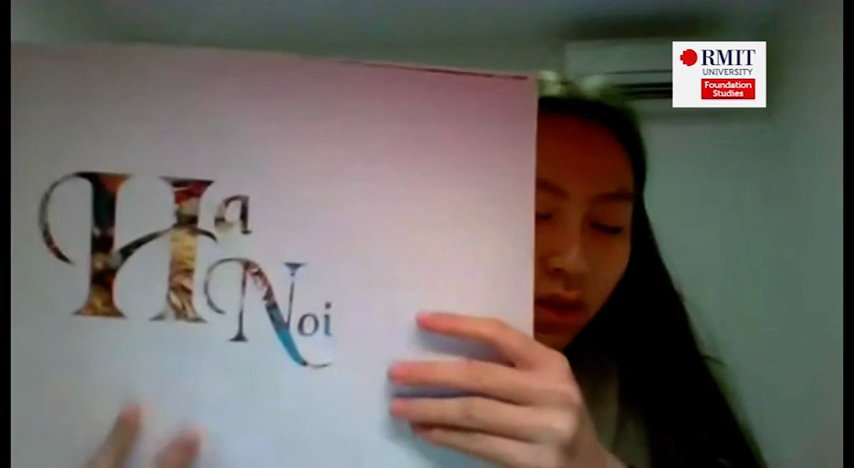 Ha
Noi
RMIT
UNIVERSITY
Foundation
Studies